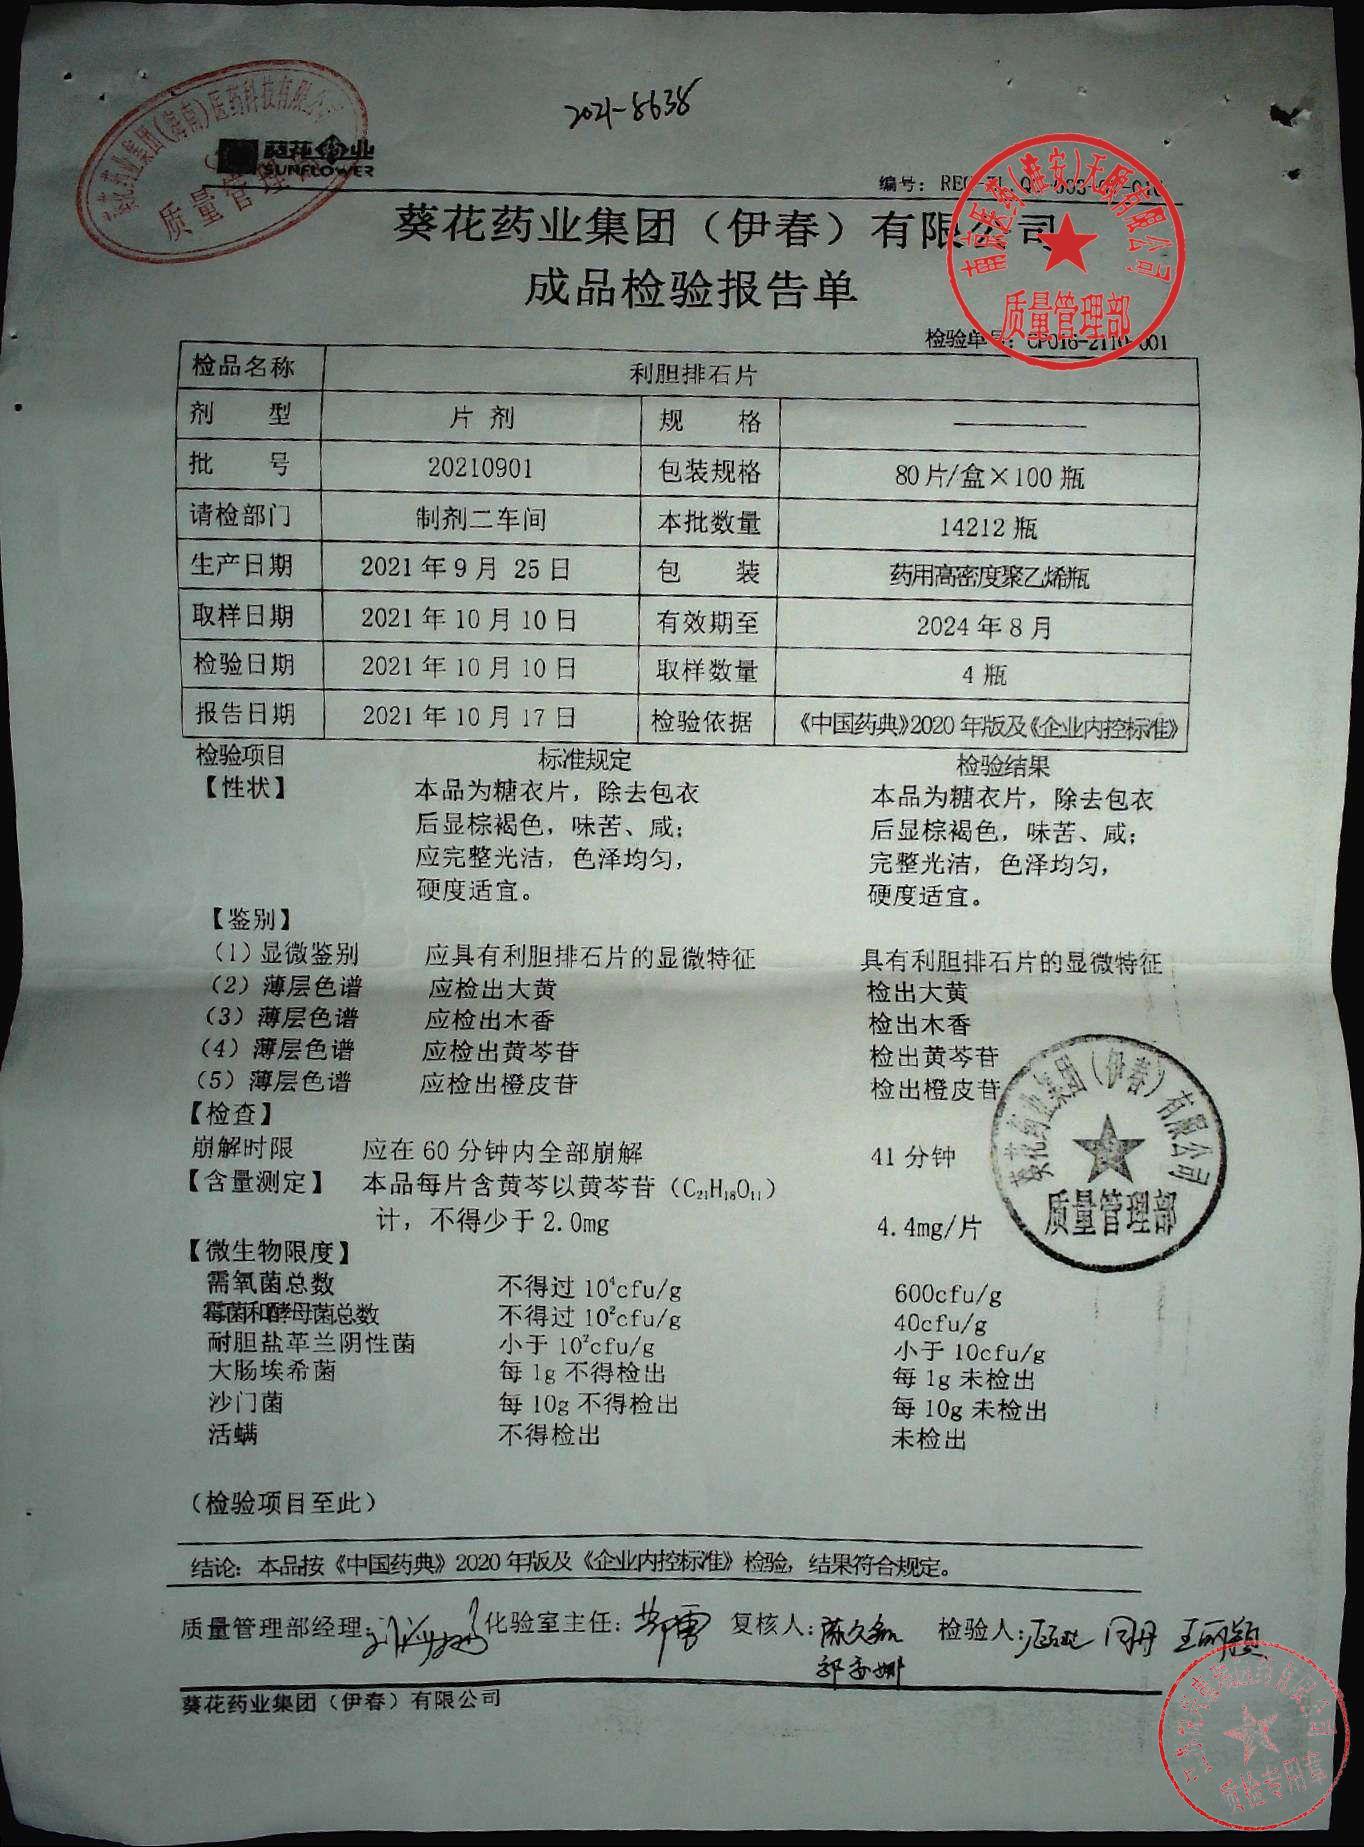 2021-8638
葵花药业
SUNFLOWER
编号：
葵花药业集团（伊春）有限公司
成品检验报告单
质量管理部
检验单号：CP016-2110-001
检品名称 利胆排石片
剂 型 片 剂 规 格 ————
批 号 20210901 包装规格 80片/盒×100瓶
请检部门 制剂二车间 本批数量 14212瓶
生产日期 2021年9月 25日 包 装 药用高密度聚乙烯瓶
取样日期 2021年10月10日 有效期至 2024年8月
检验日期 2021年10月10日 取样数量 4瓶
报告日期 2021年10月17日 检验依据 《中国药典》2020年版及《企业内控标准》
检验项目 标准规定 检验结果
【性状】 本品为糖衣片，除去包衣 本品为糖衣片，除去包衣
后显棕褐色，味苦、咸； 后显棕褐色，味苦、咸；
应完整光洁，色泽均匀， 完整光洁，色泽均匀，
硬度适宜。 硬度适宜。
【鉴别】
（1）显微鉴别 应具有利胆排石片的显微特征 具有利胆排石片的显微特征
（2）薄层色谱 应检出大黄 检出大黄
（3）薄层色谱 应检出木香 检出木香
（4）薄层色谱 应检出黄芩苷 检出黄芩苷
（5）薄层色谱 应检出橙皮苷 检出橙皮苷
【检查】
崩解时限 应在60分钟内全部崩解 41分钟
【含量测定】 本品每片含黄芩以黄芩苷（C₂₁H₁₈O₁₁）
计，不得少于2.0mg 4.4mg/片
葵花药业集团（伊春）有限公司
质量管理部
【微生物限度】
需氧菌总数 不得过10⁴cfu/g 600cfu/g
霉菌和酵母菌总数 不得过10²cfu/g 40cfu/g
耐胆盐革兰阴性菌 小于10²cfu/g 小于10cfu/g
大肠埃希菌 每1g不得检出 每1g未检出
沙门菌 每10g不得检出 每10g未检出
活螨 不得检出 未检出
（检验项目至此）
结论：本品按《中国药典》2020年版及《企业内控标准》检验，结果符合规定。
质量管理部经理： 化验室主任： 复核人： 检验人： 王丽颖
葵花药业集团（伊春）有限公司
质检专用章